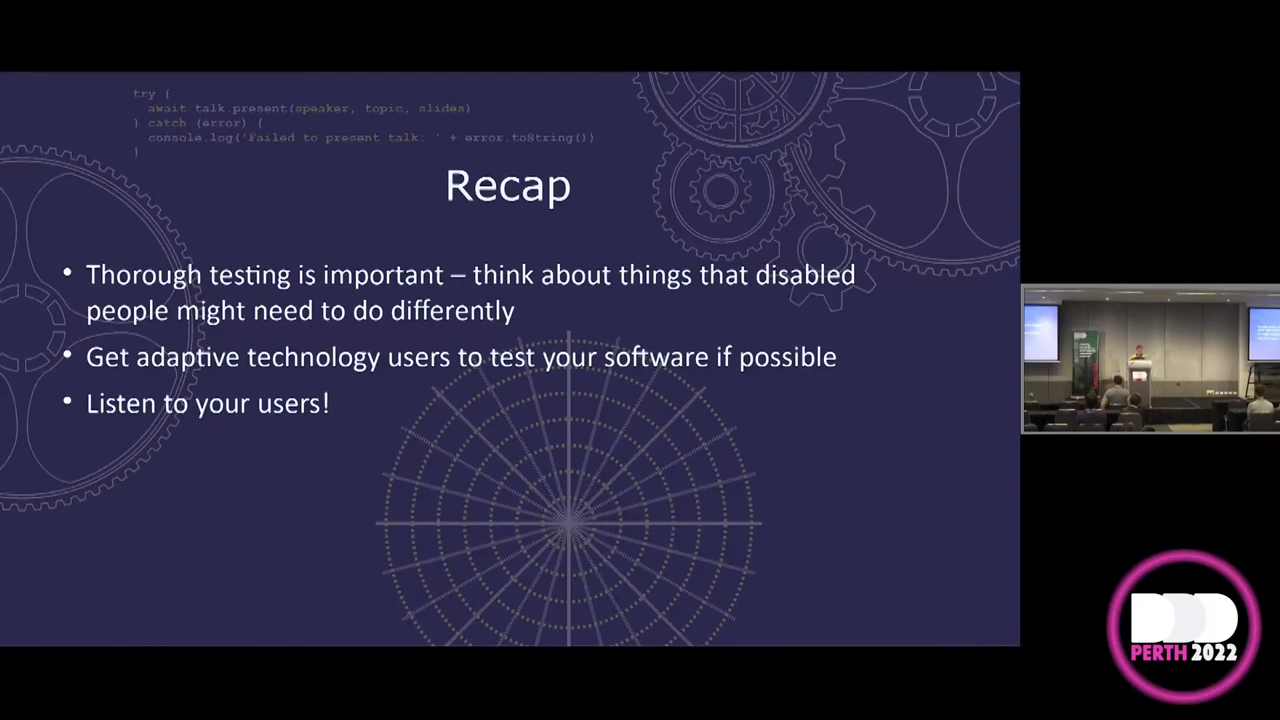 try {
await talk.present(speaker, topic, slides)
} catch (error) {
console.log('Failed to present talk: ' + error.toString())
}
Recap
• Thorough testing is important – think about things that disabled
people might need to do differently
• Get adaptive technology users to test your software if possible
• Listen to your users!
DDD
PERTH 2022